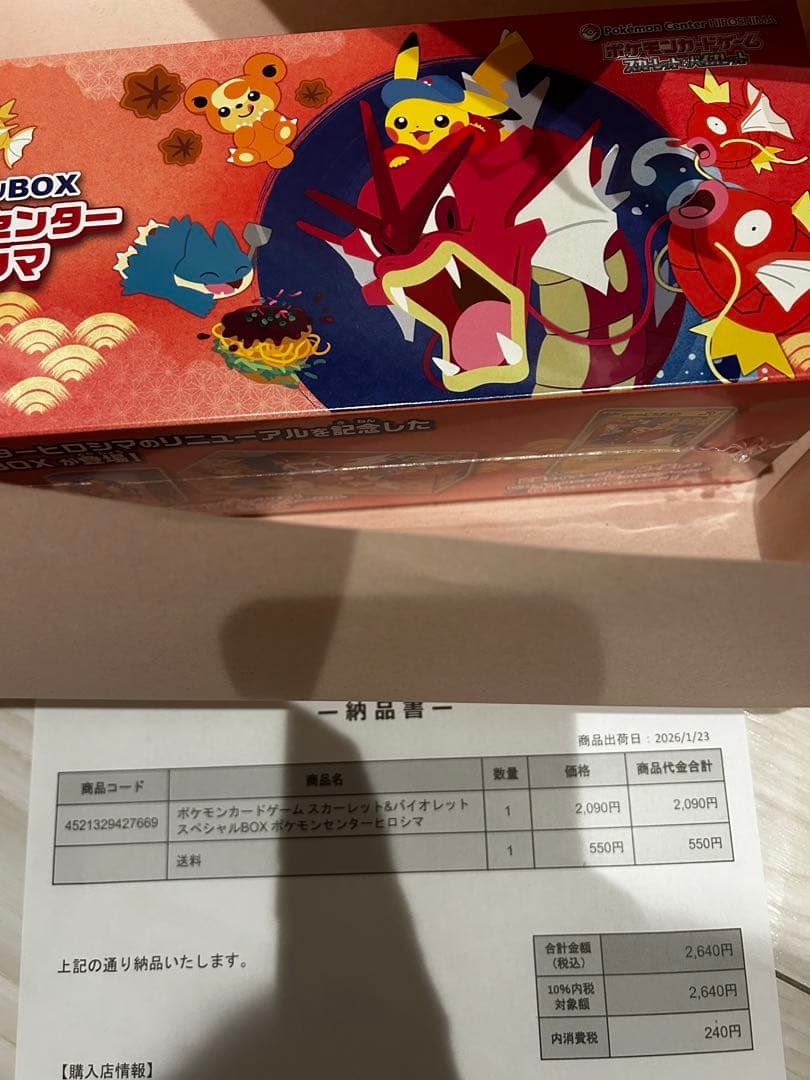 Pokémon Center HIROSHIMA
ポケモンカードゲーム
スカーレット&バイオレット
ルBOX
センター
シマ
ターヒロシマのリニューアルを記念した
BOXが登場!
— 納品書 —
商品出荷日:2026/1/23
商品コード 商品名 数量 価格 商品代金合計
4521329427669 ポケモンカードゲーム スカーレット&バイオレット スペシャルBOX ポケモンセンターヒロシマ 1 2,090円 2,090円
送料 1 550円 550円
上記の通り納品いたします。
合計金額(税込) 2,640円
10%内税対象額 2,640円
内消費税 240円
【購入店情報】